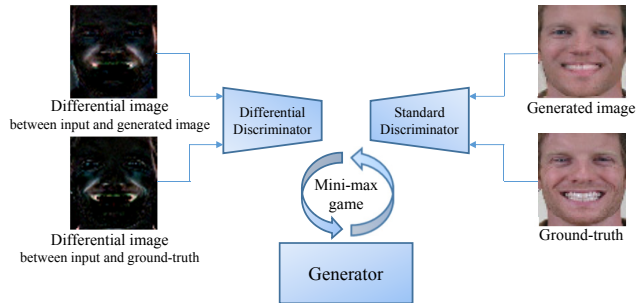 Differential image
between input and generated image
Differential image
between input and ground-truth
Differential
Discriminator
Standard
Discriminator
Mini-max
game
Generator
Generated image
Ground-truth